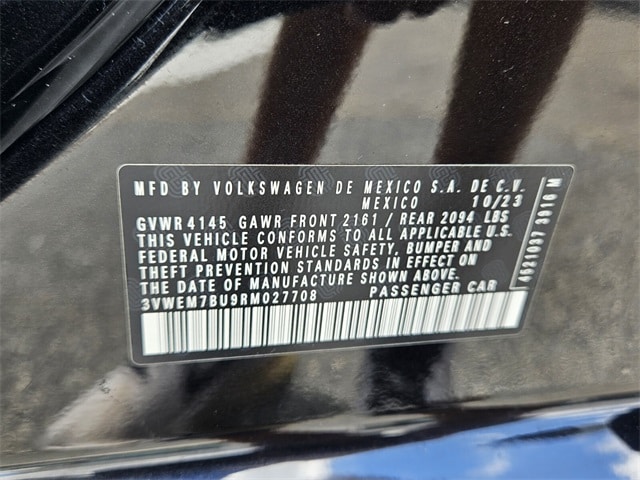 MFD BY VOLKSWAGEN DE MEXICO S.A. DE C.V.
MEXICO 10/23
GVWR 4145 GAWR FRONT 2161 / REAR 2094 LBS
THIS VEHICLE CONFORMS TO ALL APPLICABLE U.S.
FEDERAL MOTOR VEHICLE SAFETY, BUMPER AND
THEFT PREVENTION STANDARDS IN EFFECT ON
THE DATE OF MANUFACTURE SHOWN ABOVE.
3VWEM7BU9RM027708 PASSENGER CAR
4521037 3016 M